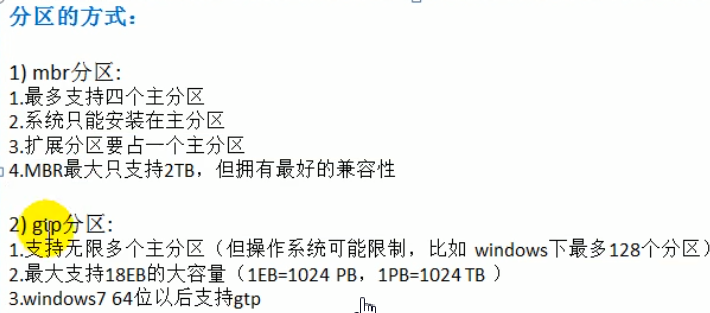 分区的方式：
1) mbr分区:
1.最多支持四个主分区
2.系统只能安装在主分区
3.扩展分区要占一个主分区
4.MBR最大只支持2TB，但拥有最好的兼容性
2) gtp分区:
1.支持无限多个主分区（但操作系统可能限制，比如 windows下最多128个分区）
2.最大支持18EB的大容量（1EB=1024 PB，1PB=1024 TB ）
3.windows7 64位以后支持gtp